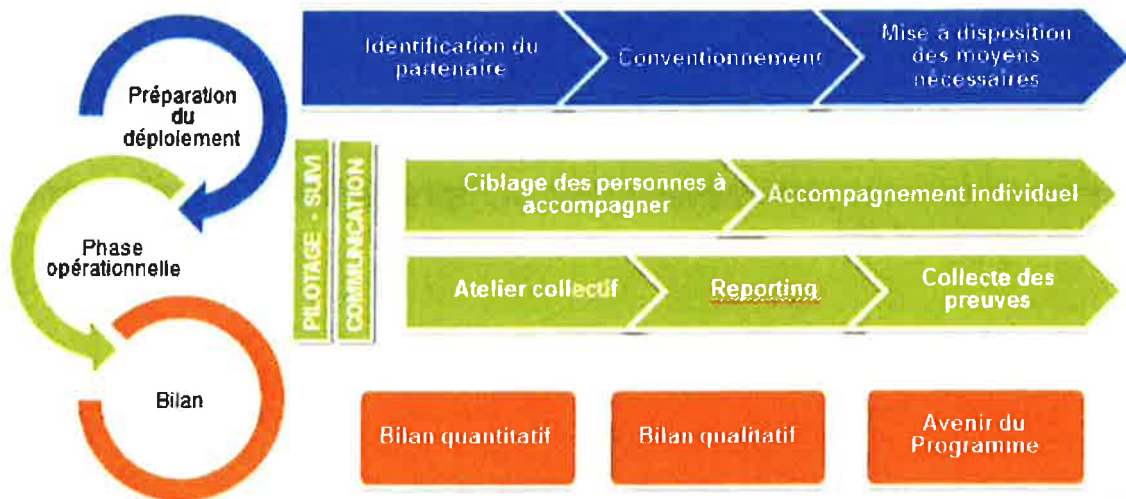 Préparation
du
déploiement
Identification du
partenaire
Conventionnement
Mise à disposition
des moyens
nécessaires
Phase
opérationnelle
PILOTAGE - SUIVI
COMMUNICATION
Ciblage des personnes à
accompagner
Accompagnement individuel
Atelier collectif
Reporting
Collecte des
preuves
Bilan
Bilan quantitatif
Bilan qualitatif
Avenir du
Programme